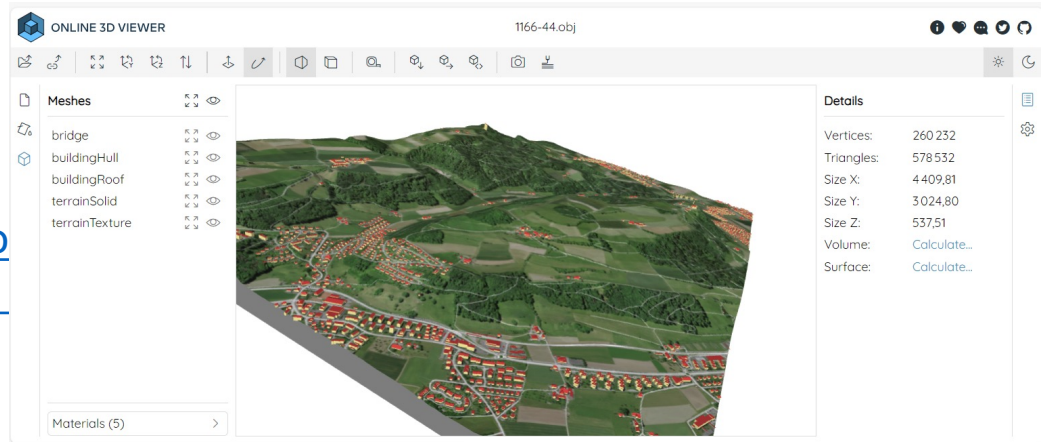 ONLINE 3D VIEWER
1166-44.obj
Meshes
bridge
buildingHull
buildingRoof
terrainSolid
terrainTexture
Materials (5)
Details
Vertices: 260 232
Triangles: 578 532
Size X: 4 409,81
Size Y: 3 024,80
Size Z: 537,51
Volume: Calculate...
Surface: Calculate...